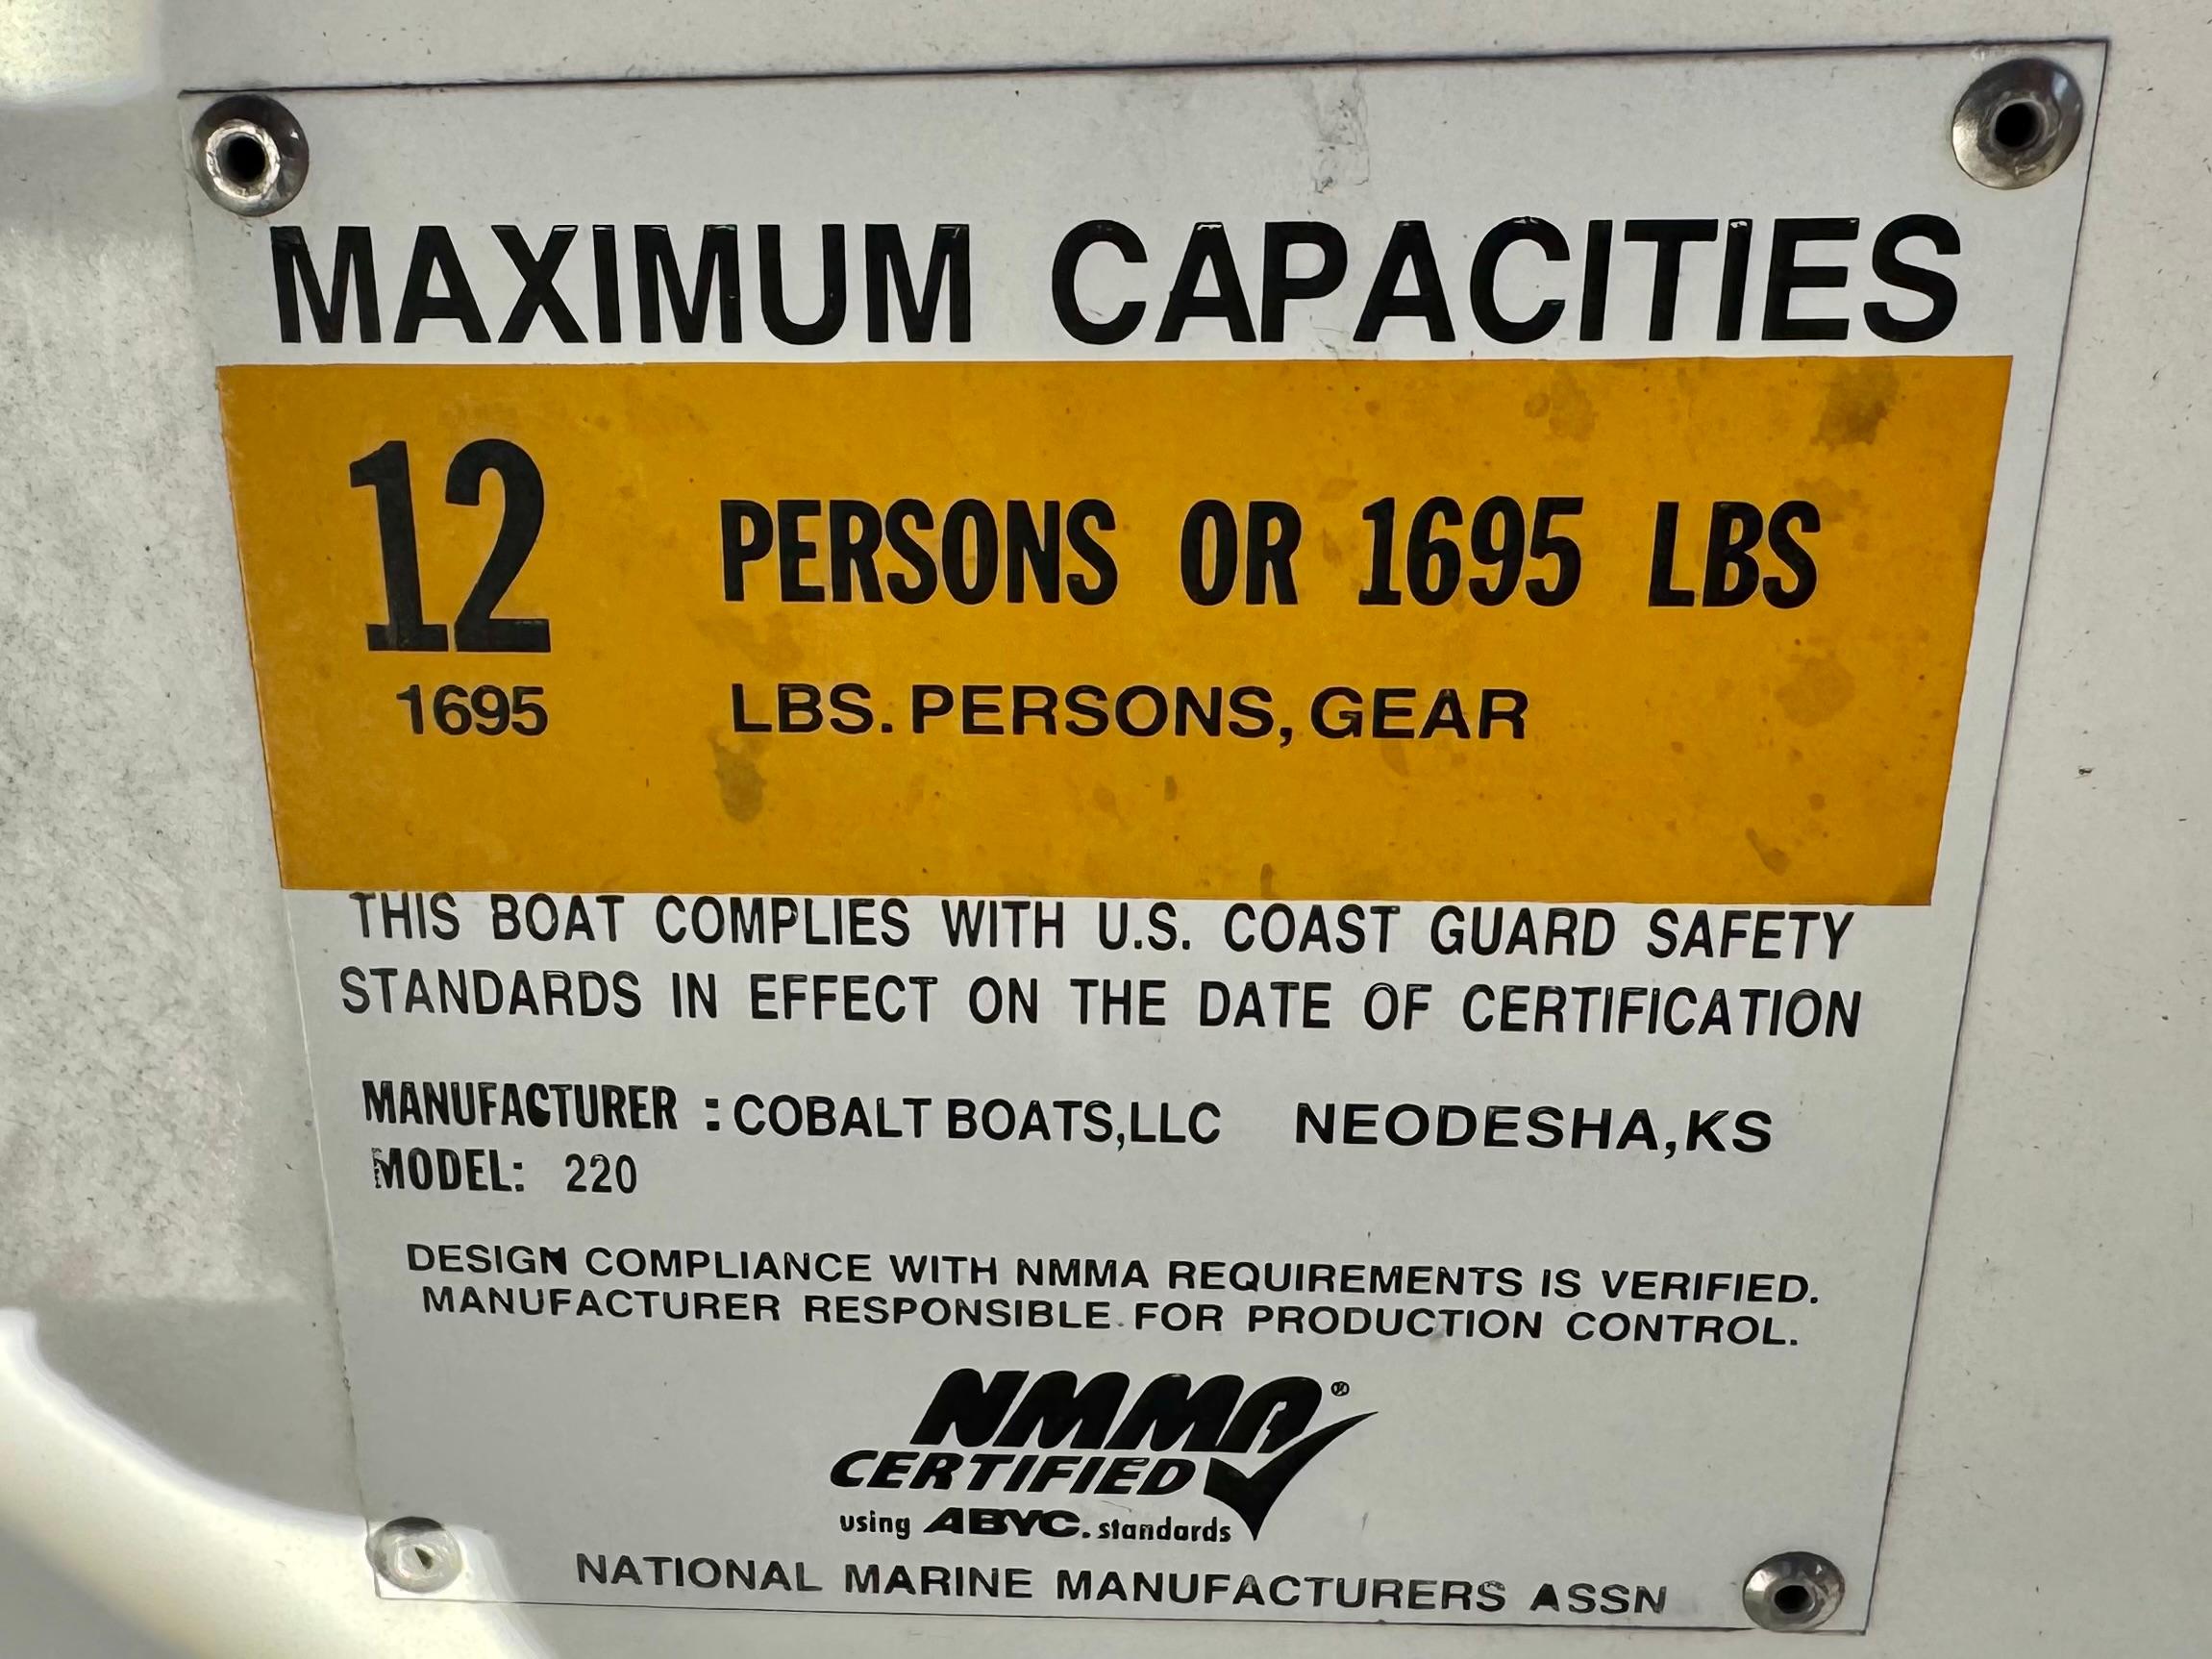 MAXIMUM CAPACITIES
12 PERSONS OR 1695 LBS
1695 LBS. PERSONS, GEAR
THIS BOAT COMPLIES WITH U.S. COAST GUARD SAFETY
STANDARDS IN EFFECT ON THE DATE OF CERTIFICATION
MANUFACTURER : COBALT BOATS,LLC NEODESHA,KS
MODEL: 220
DESIGN COMPLIANCE WITH NMMA REQUIREMENTS IS VERIFIED.
MANUFACTURER RESPONSIBLE FOR PRODUCTION CONTROL.
NMMA®
CERTIFIED
using ABYC. standards
NATIONAL MARINE MANUFACTURERS ASSN